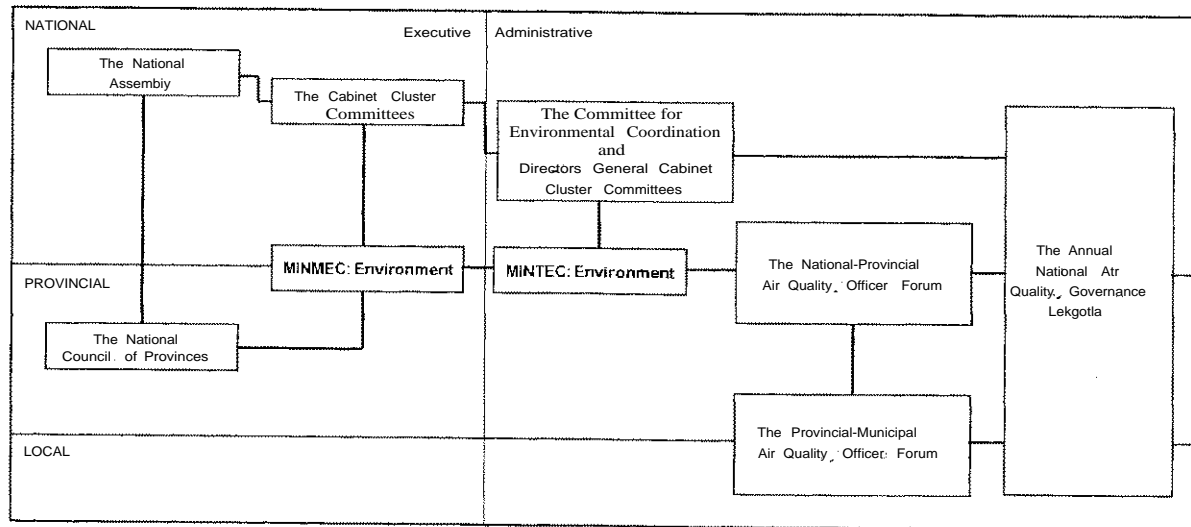 NATIONAL
Executive
Administrative
The National
Assembiy
The Cabinet Cluster
Committees
The Committee for
Environmental Coordination
and
Directors General Cabinet
Cluster Committees
MINMEC: Environment
MINTEC: Environment
The National-Provincial
Air Quality Officer Forum
The Annual
National Atr
Quality Governance
Lekgotla
PROVINCIAL
The National
Council of Provinces
The Provincial-Municipal
Air Quality Officer Forum
LOCAL